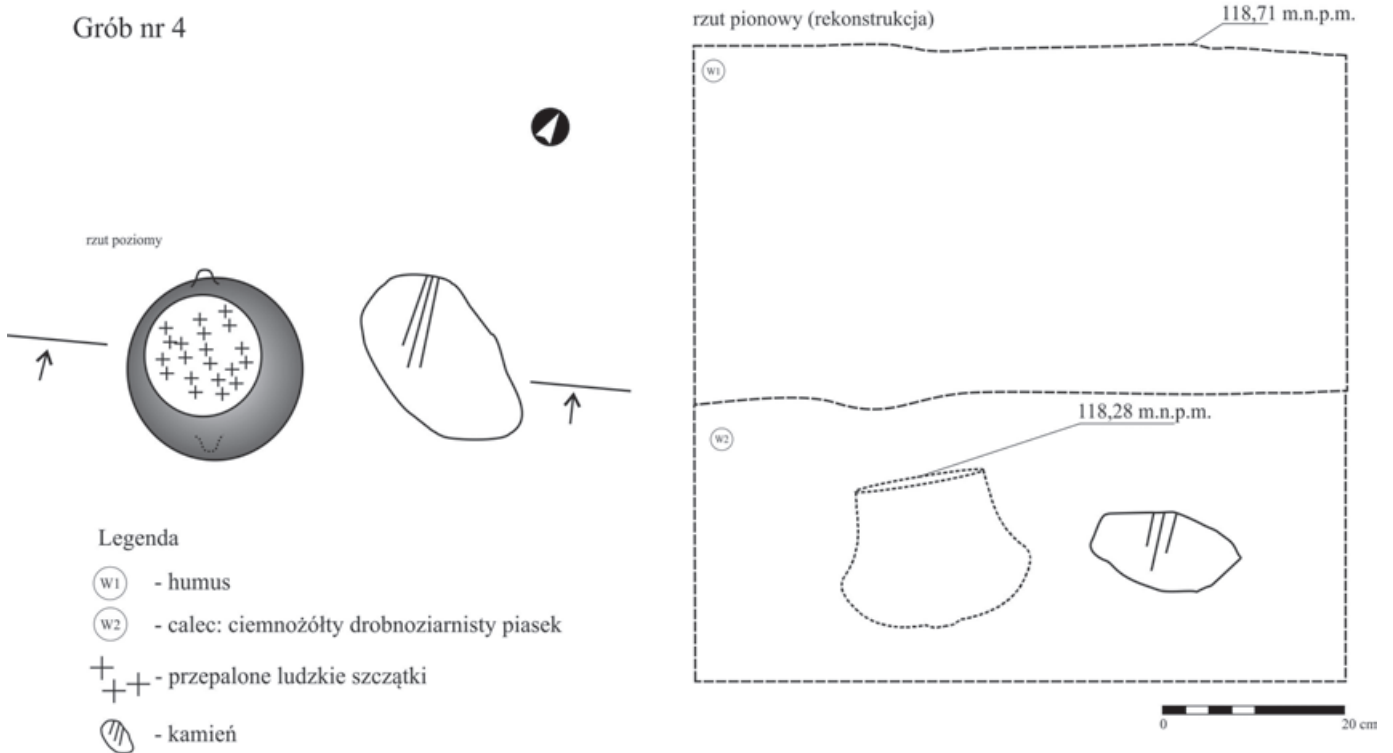 Grób nr 4
rzut poziomy
Legenda
W1 - humus
W2 - calec: ciemnożółty drobnoziarnisty piasek
- przepalone ludzkie szczątki
- kamień
rzut pionowy (rekonstrukcja)
118,71 m.n.p.m.
W1
118,28 m.n.p.m.
W2
0 20 cm